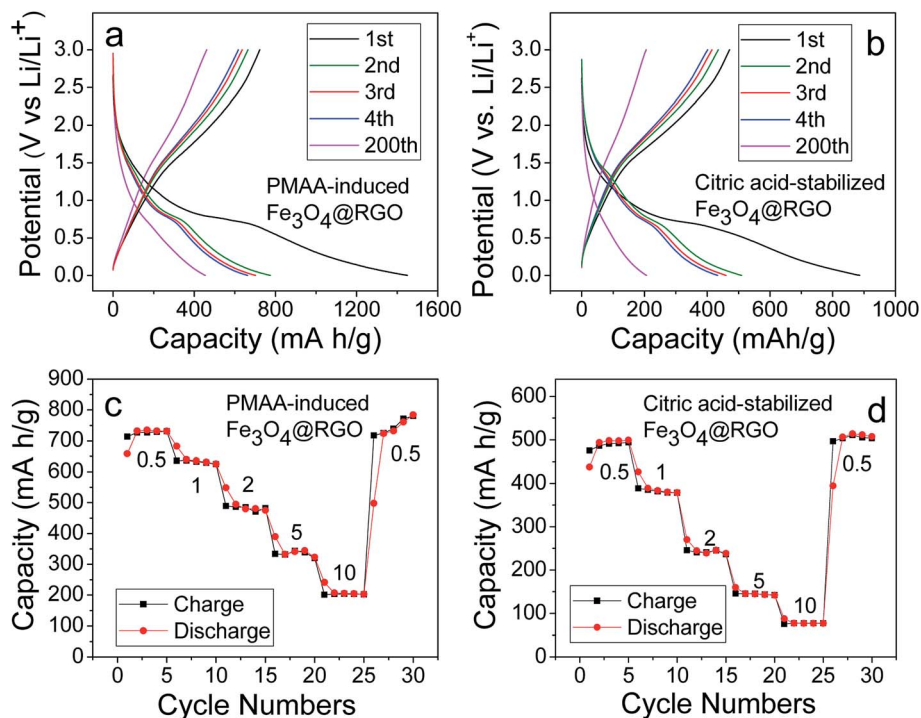 a
1st
2nd
3rd
4th
200th
PMAA-induced
Fe3O4@RGO
Potential (V vs Li/Li+)
3.0
2.5
2.0
1.5
1.0
0.5
0.0
0 400 800 1200 1600
Capacity (mA h/g)
b
1st
2nd
3rd
4th
200th
Citric acid-stabilized
Fe3O4@RGO
Potential (V vs. Li/Li+)
3.0
2.5
2.0
1.5
1.0
0.5
0.0
0 200 400 600 800 1000
Capacity (mAh/g)
c
PMAA-induced
Fe3O4@RGO
0.5
1
2
5
10
0.5
Charge
Discharge
Capacity (mA h/g)
900
800
700
600
500
400
300
200
100
0
0 5 10 15 20 25 30
Cycle Numbers
d
Citric acid-stabilized
Fe3O4@RGO
0.5
1
2
5
10
0.5
Charge
Discharge
Capacity (mA h/g)
600
500
400
300
200
100
0
0 5 10 15 20 25 30
Cycle Numbers